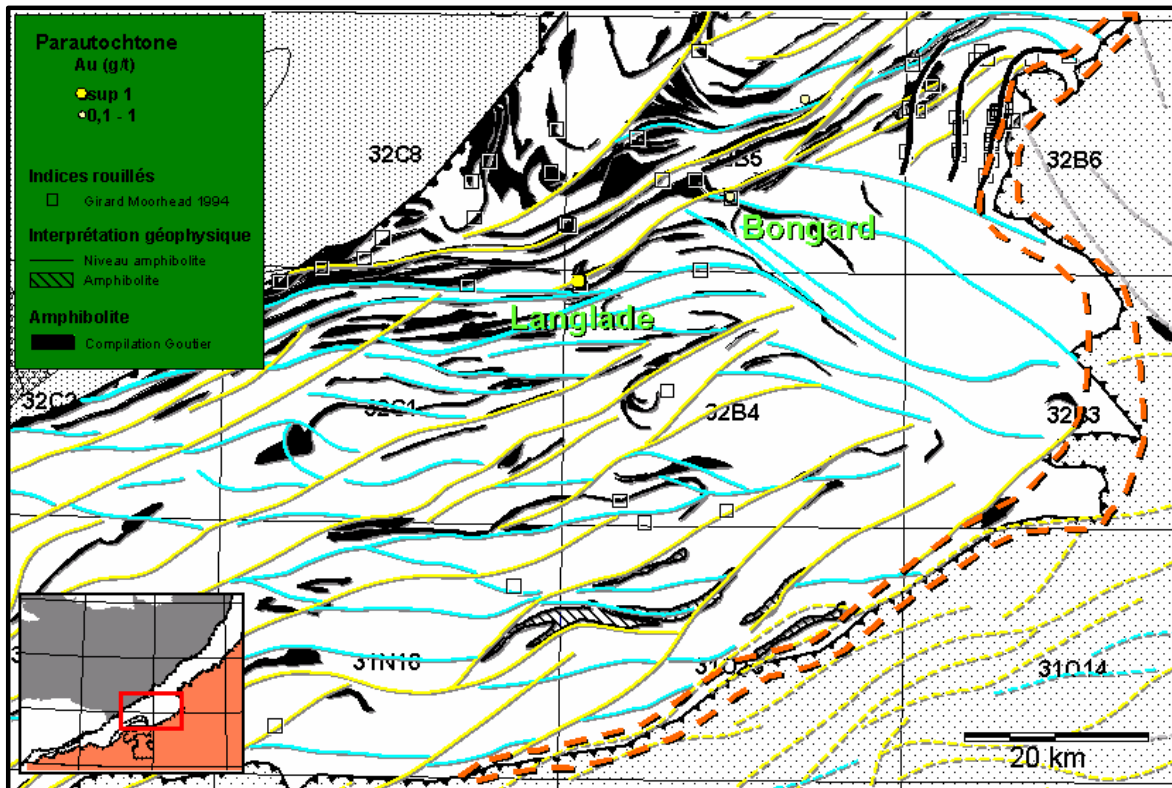 Parautochtone
Au (g/t)
sup 1
0,1 - 1
Indices rouillés
Girard Moorhead 1994
Interprétation géophysique
Niveau amphibolite
Amphibolite
Amphibolite
Compilation Goutier
32C8
32B5
32B6
Bongard
Langlade
32C1
32B4
31N16
31O14
20 km